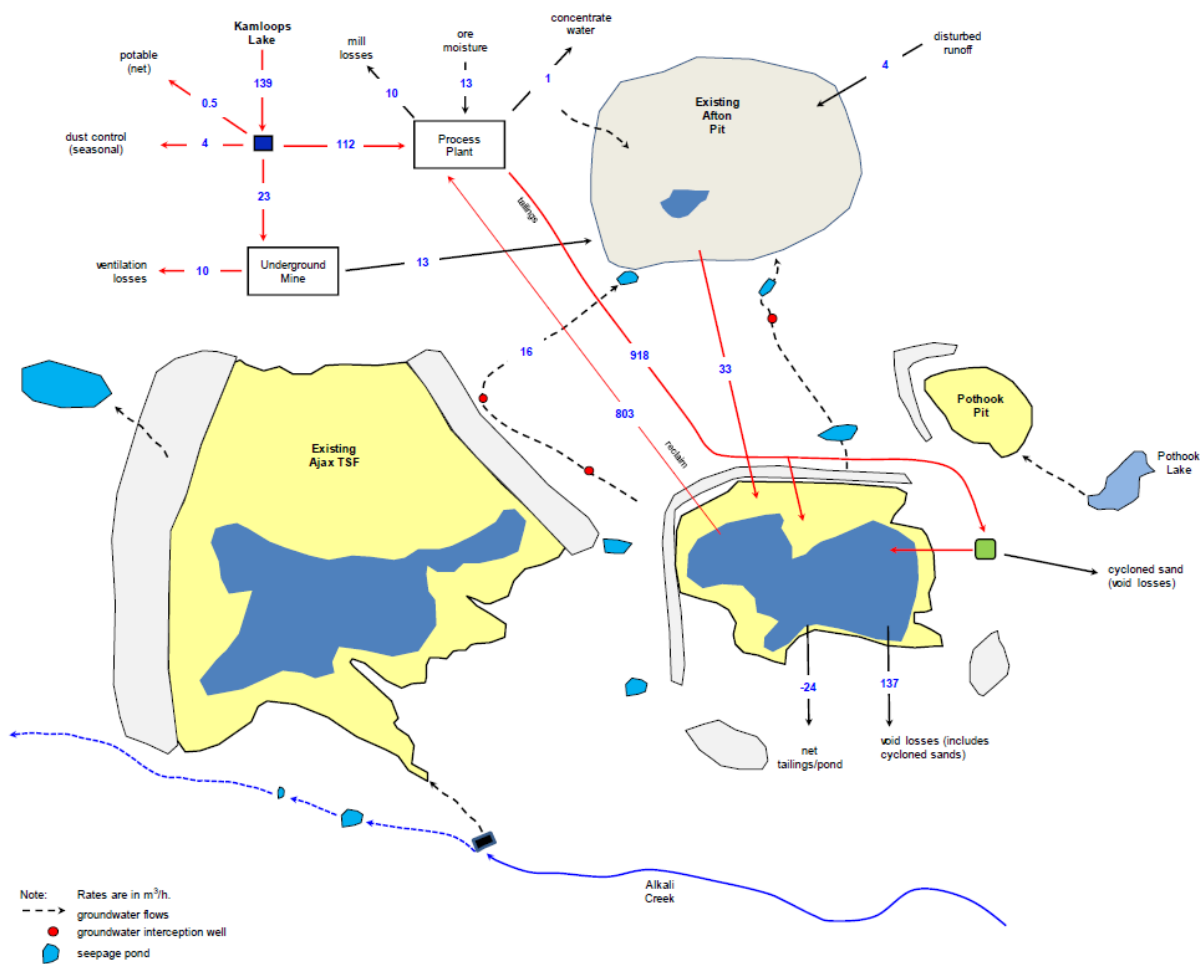 Kamloops
Lake
139
potable
(net)
0.5
dust control
(seasonal)
4
112
23
ventilation
losses
10
Underground
Mine
13
mill
losses
10
ore
moisture
13
concentrate
water
1
Process
Plant
Existing
Afton
Pit
disturbed
runoff
4
tailings
16
918
33
803
reclaim
Existing
Ajax TSF
Pothook
Pit
Pothook
Lake
cycloned sand
(void losses)
-24
137
net
tailings/pond
void losses (includes
cycloned sands)
Alkali
Creek
Note: Rates are in m³/h.
groundwater flows
groundwater interception well
seepage pond